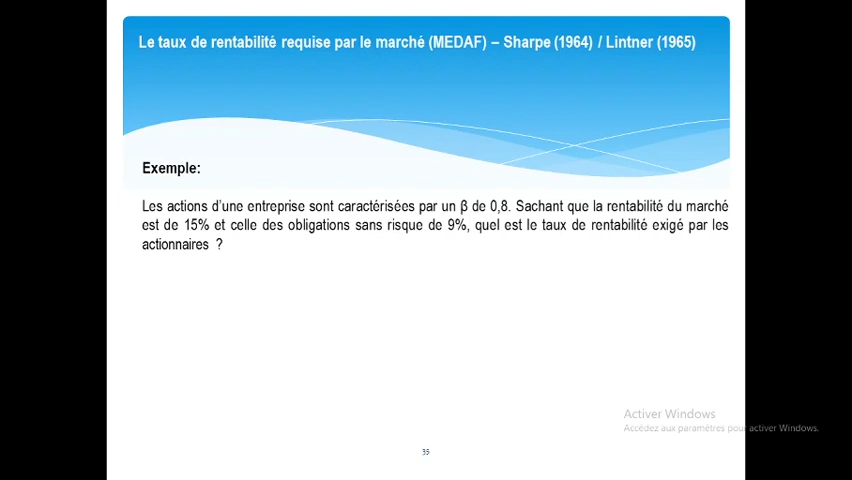 Le taux de rentabilité requise par le marché (MEDAF) – Sharpe (1964) / Lintner (1965)
Exemple:
Les actions d’une entreprise sont caractérisées par un β de 0,8. Sachant que la rentabilité du marché
est de 15% et celle des obligations sans risque de 9%, quel est le taux de rentabilité exigé par les
actionnaires ?
Activer Windows
Accédez aux paramètres pour activer Windows.
35